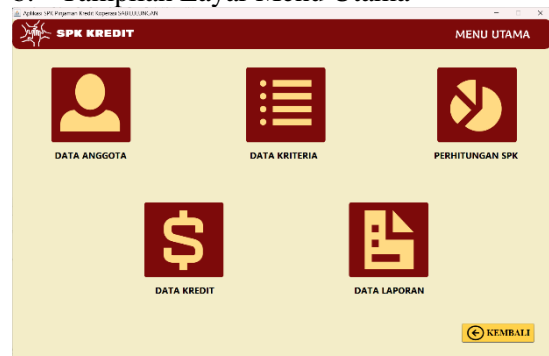 Tampilan Layar Menu Utama
Aplikasi SPK Pinjaman Kredit Koperasi
SPK KREDIT
MENU UTAMA
DATA ANGGOTA
DATA KRITERIA
PERHITUNGAN SPK
DATA KREDIT
DATA LAPORAN
KEMBALI